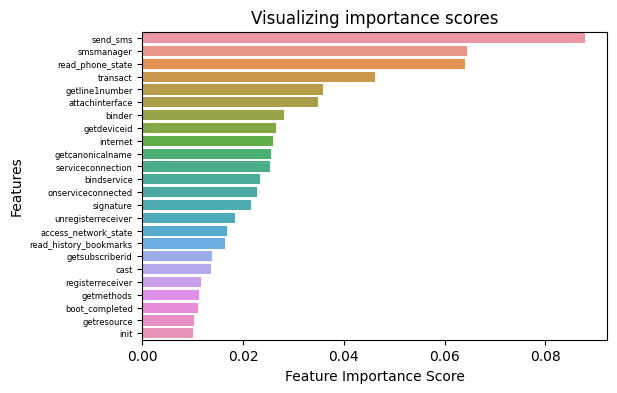 Visualizing importance scores
Features
send_sms
smsmanager
read_phone_state
transact
getline1number
attachinterface
binder
getdeviceid
internet
getcanonicalname
serviceconnection
bindservice
onserviceconnected
signature
unregisterreceiver
access_network_state
read_history_bookmarks
getsubscriberid
cast
registerreceiver
getmethods
boot_completed
getresource
init
0.00 0.02 0.04 0.06 0.08
Feature Importance Score